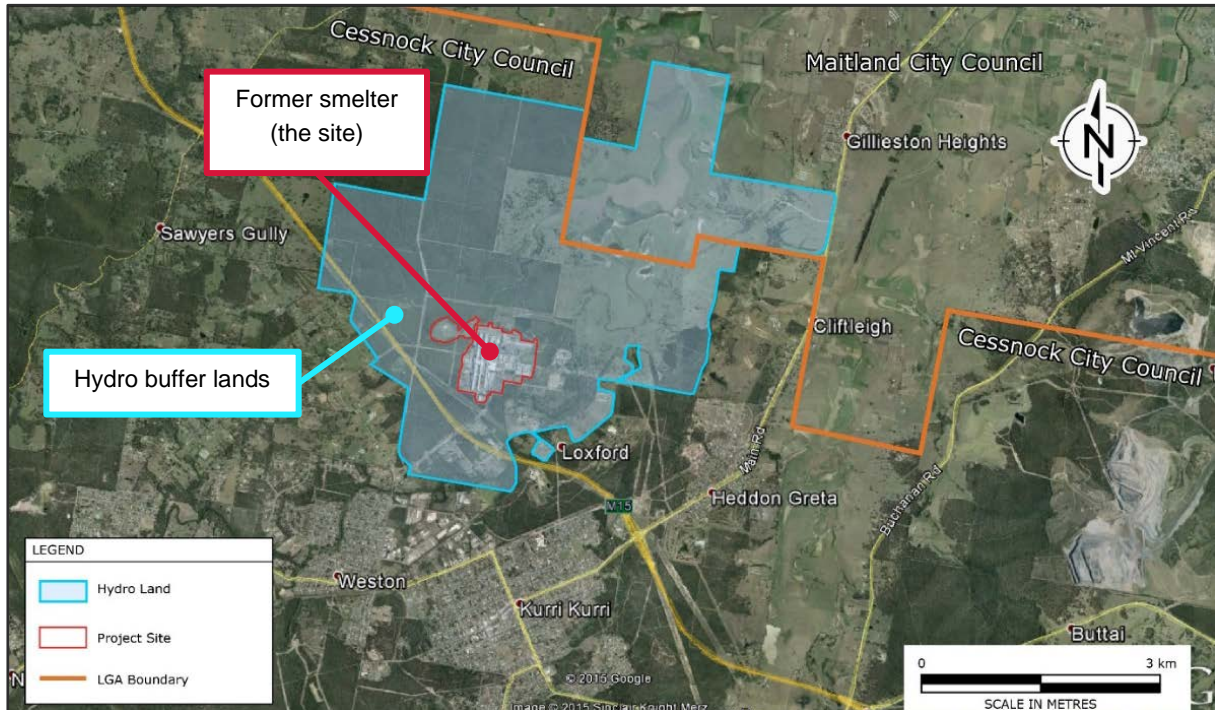 Cessnock City Council
Maitland City Council
Former smelter
(the site)
N
Gillieston Heights
Mt Vincent Rd
Sawyers Gully
Cliftleigh
Cessnock City Council
Hydro buffer lands
Loxford
Main Rd
M15
Heddon Greta
Buchanan Rd
LEGEND
Hydro Land
Project Site
LGA Boundary
Weston
Kurri Kurri
Buttai
0 3 km
SCALE IN METRES
N
© 2015 Google
Image © 2015 Sinclair Knight Merz
G